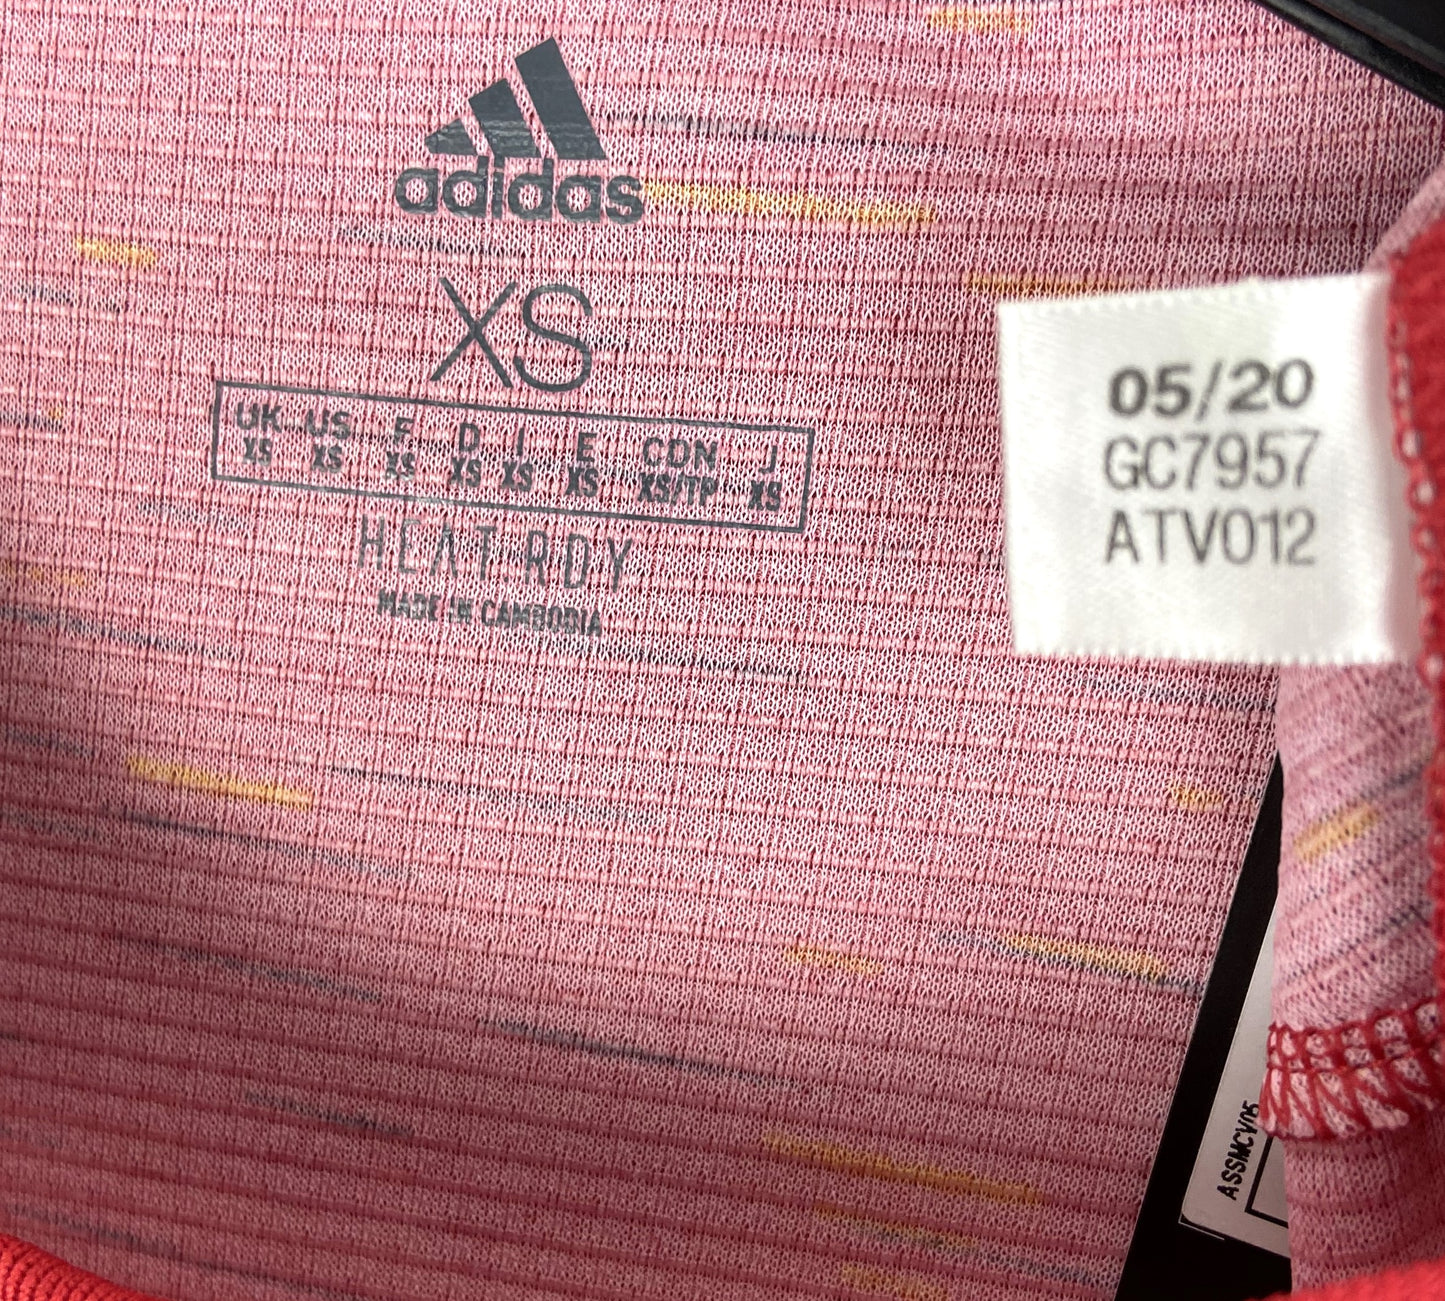 adidas
XS
UK US F D I E CDN J
XS XS XS XS XS XS XS/TP XS
HEAT.RDY
MADE IN CAMBODIA
05/20
GC7957
ATV012
ASSMCV05